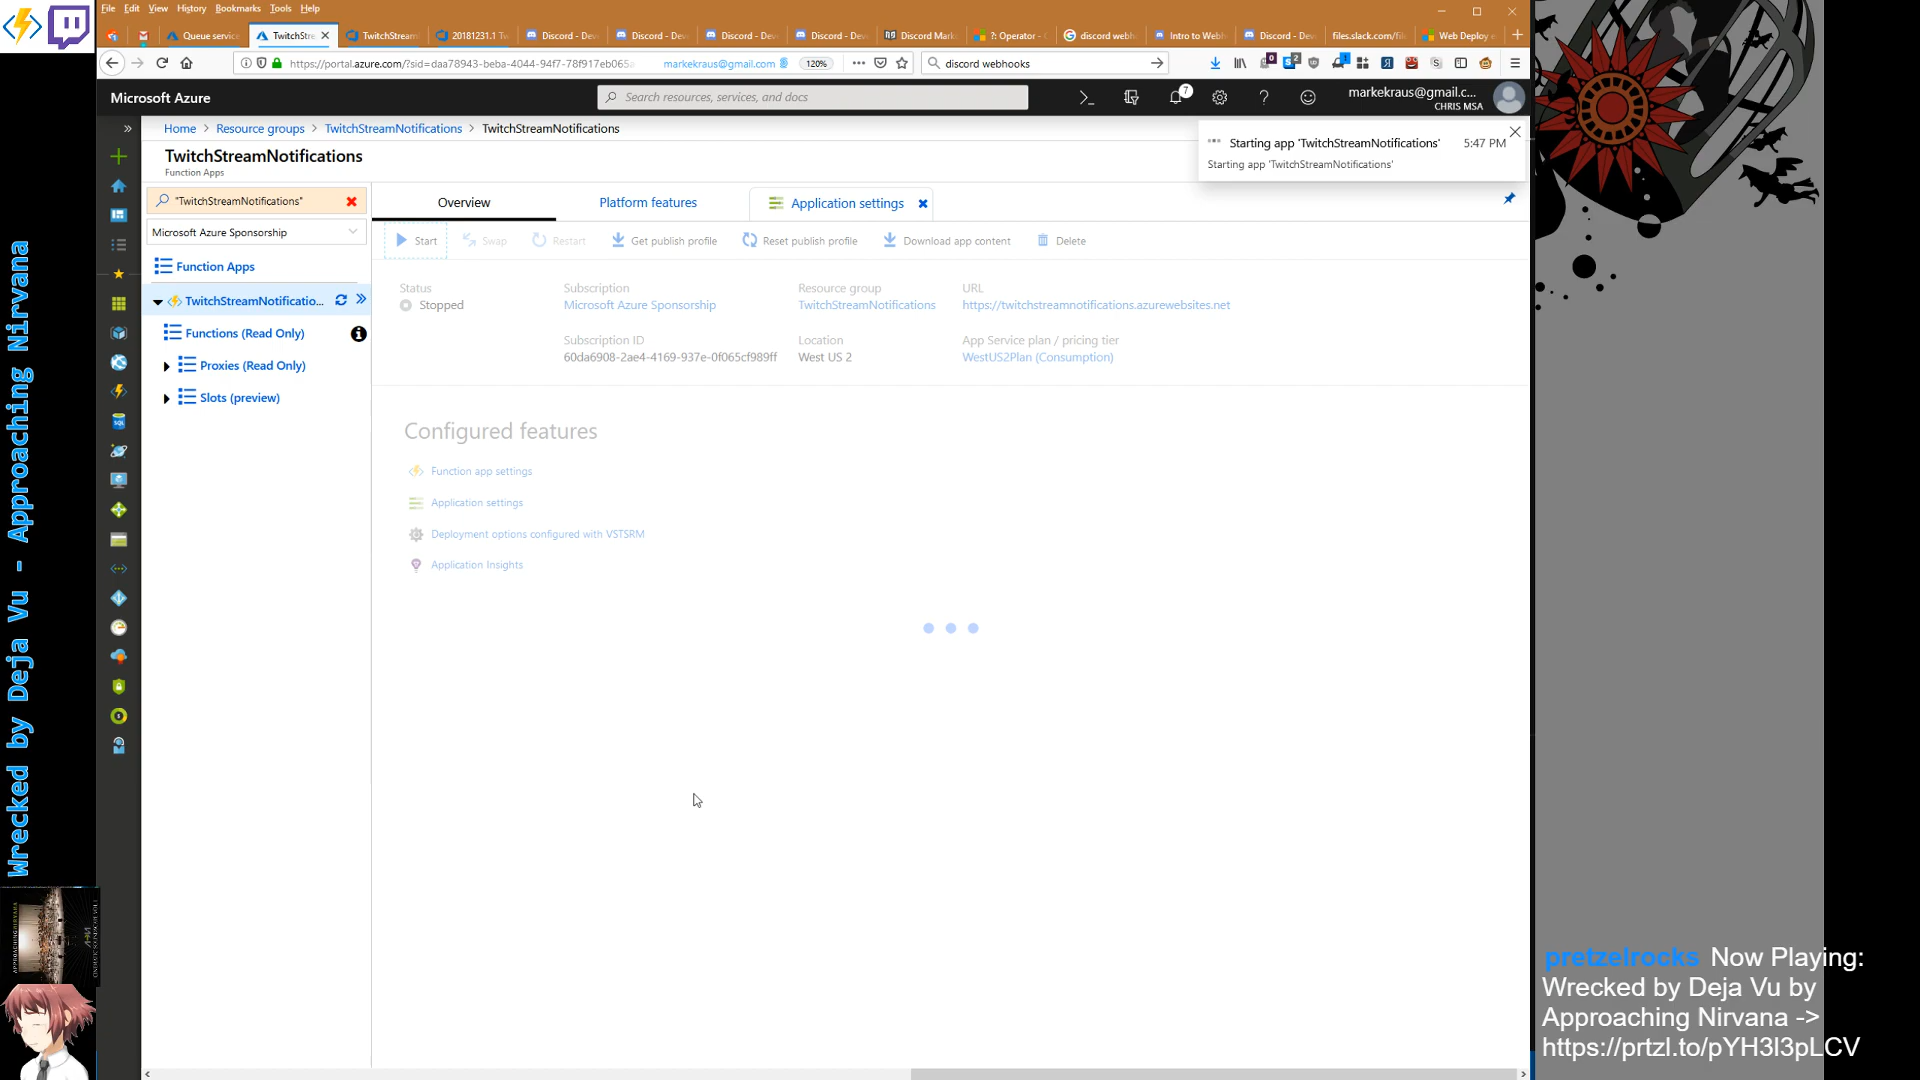 File Edit View History Bookmarks Tools Help
Queue service
TwitchStre
TwitchStream
20181231.1 Tw
Discord - Dev
Discord - Dev
Discord - Dev
Discord - Dev
Discord Mark
?: Operator -
discord webh
Intro to Webh
Discord - Dev
files.slack.com/fil
Web Deploy e
https://portal.azure.com/?sid=daa78943-beba-4044-94f7-78f917eb065
markekraus@gmail.com
120%
discord webhooks
Microsoft Azure
Search resources, services, and docs
7
markekraus@gmail.c...
CHRIS MSA
Home > Resource groups > TwitchStreamNotifications > TwitchStreamNotifications
Starting app 'TwitchStreamNotifications' 5:47 PM
Starting app 'TwitchStreamNotifications'
TwitchStreamNotifications
Function Apps
"TwitchStreamNotifications"
Microsoft Azure Sponsorship
Function Apps
TwitchStreamNotificatio...
Functions (Read Only)
Proxies (Read Only)
Slots (preview)
Overview
Platform features
Application settings
Start
Swap
Restart
Get publish profile
Reset publish profile
Download app content
Delete
Status
Stopped
Subscription
Microsoft Azure Sponsorship
Resource group
TwitchStreamNotifications
URL
https://twitchstreamnotifications.azurewebsites.net
Subscription ID
60da6908-2ae4-4169-937e-0f065cf989ff
Location
West US 2
App Service plan / pricing tier
WestUS2Plan (Consumption)
Configured features
Function app settings
Application settings
Deployment options configured with VSTSRM
Application Insights
Wrecked by Deja Vu - Approaching Nirvana
pretzelrocks Now Playing:
Wrecked by Deja Vu by
Approaching Nirvana ->
https://prtzl.to/pYH3I3pLCV